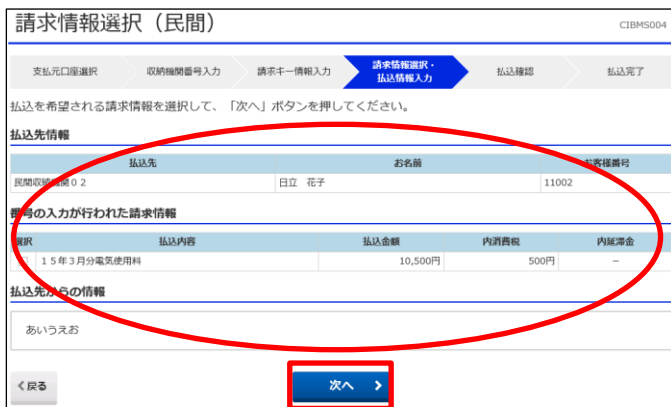 請求情報選択（民間）
CIBMS004
支払元口座選択 収納機関番号入力 請求キー情報入力 請求情報選択・払込情報入力 払込確認 払込完了
払込を希望される請求情報を選択して、「次へ」ボタンを押してください。
払込先情報
払込先 お名前 お客様番号
民間収納機関０２ 日立 花子 11002
番号の入力が行われた請求情報
選択 払込内容 払込金額 内消費税 内延滞金
１５年３月分電気使用料 10,500円 500円 －
払込先からの情報
あいうえお
戻る 次へ